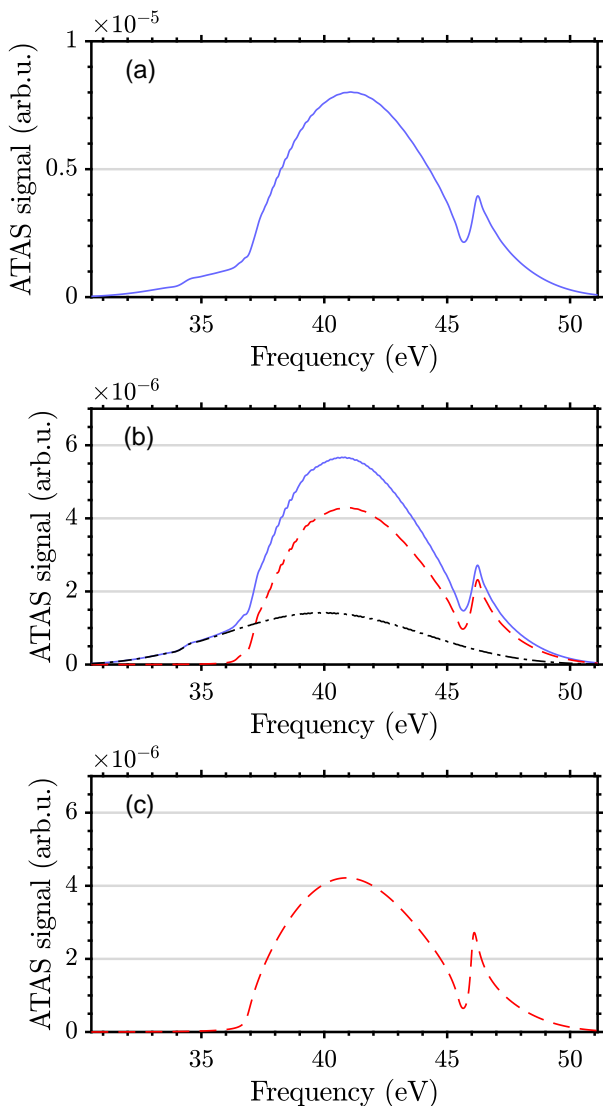 ×10⁻⁵
(a)
1
0.5
0
ATAS signal (arb.u.)
35 40 45 50
Frequency (eV)
×10⁻⁶
(b)
6
4
2
0
ATAS signal (arb.u.)
35 40 45 50
Frequency (eV)
×10⁻⁶
(c)
6
4
2
0
ATAS signal (arb.u.)
35 40 45 50
Frequency (eV)